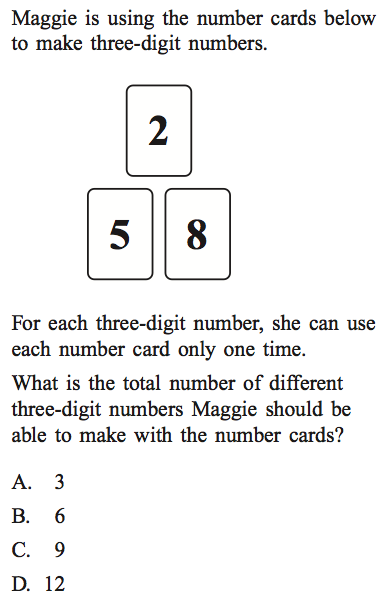 Maggie is using the number cards below
to make three-digit numbers.
2
5 8
For each three-digit number, she can use
each number card only one time.
What is the total number of different
three-digit numbers Maggie should be
able to make with the number cards?
A. 3
B. 6
C. 9
D. 12